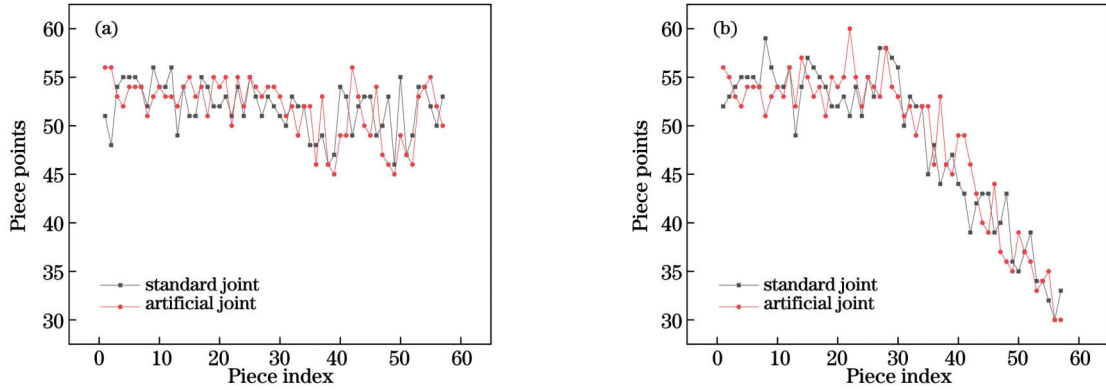 (a)
60
55
50
45
40
35
30
Piece points
standard joint
artificial joint
0 10 20 30 40 50 60
Piece index
(b)
60
55
50
45
40
35
30
Piece points
standard joint
artificial joint
0 10 20 30 40 50 60
Piece index